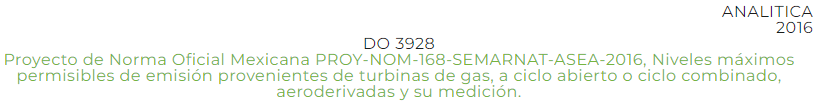 ANALITICA
2016
DO 3928
Proyecto de Norma Oficial Mexicana PROY-NOM-168-SEMARNAT-ASEA-2016, Niveles máximos
permisibles de emisión provenientes de turbinas de gas, a ciclo abierto o ciclo combinado,
aeroderivadas y su medición.